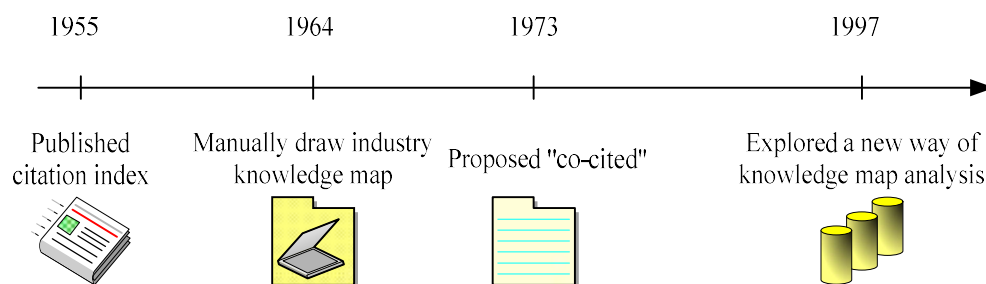 1955
1964
1973
1997
Published
citation index
Manually draw industry
knowledge map
Proposed "co-cited"
Explored a new way of
knowledge map analysis